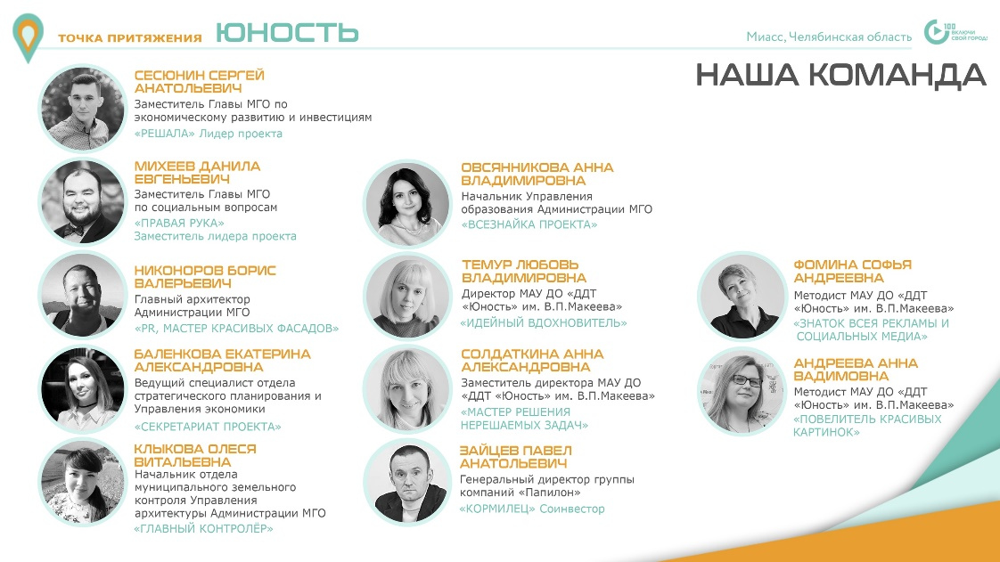 ТОЧКА ПРИТЯЖЕНИЯ ЮНОСТЬ
Миасс, Челябинская область
100
ВКЛЮЧИ
СВОЙ ГОРОД!
НАША КОМАНДА
СЕСЮНИН СЕРГЕЙ
АНАТОЛЬЕВИЧ
Заместитель Главы МГО по
экономическому развитию и инвестициям
«РЕШАЛА» Лидер проекта
МИХЕЕВ ДАНИЛА
ЕВГЕНЬЕВИЧ
Заместитель Главы МГО
по социальным вопросам
«ПРАВАЯ РУКА»
Заместитель лидера проекта
НИКОНОРОВ БОРИС
ВАЛЕРЬЕВИЧ
Главный архитектор
Администрации МГО
«PR, МАСТЕР КРАСИВЫХ ФАСАДОВ»
БАЛЕНКОВА ЕКАТЕРИНА
АЛЕКСАНДРОВНА
Ведущий специалист отдела
стратегического планирования и
Управления экономики
«СЕКРЕТАРИАТ ПРОЕКТА»
КЛЫКОВА ОЛЕСЯ
ВИТАЛЬЕВНА
Начальник отдела
муниципального земельного
контроля Управления
архитектуры Администрации МГО
«ГЛАВНЫЙ КОНТРОЛЁР»
ОВСЯННИКОВА АННА
ВЛАДИМИРОВНА
Начальник Управления
образования Администрации МГО
«ВСЕЗНАЙКА ПРОЕКТА»
ТЕМУР ЛЮБОВЬ
ВЛАДИМИРОВНА
Директор МАУ ДО «ДДТ
«Юность» им. В.П.Макеева»
«ИДЕЙНЫЙ ВДОХНОВИТЕЛЬ»
СОЛДАТКИНА АННА
АЛЕКСАНДРОВНА
Заместитель директора МАУ ДО
«ДДТ «Юность» им. В.П.Макеева»
«МАСТЕР РЕШЕНИЯ
НЕРЕШАЕМЫХ ЗАДАЧ»
ЗАЙЦЕВ ПАВЕЛ
АНАТОЛЬЕВИЧ
Генеральный директор группы
компаний «Папилон»
«КОРМИЛЕЦ» Соинвестор
ФОМИНА СОФЬЯ
АНДРЕЕВНА
Методист МАУ ДО «ДДТ
«Юность» им. В.П.Макеева»
«ЗНАТОК ВСЕЯ РЕКЛАМЫ И
СОЦИАЛЬНЫХ МЕДИА»
АНДРЕЕВА АННА
ВАДИМОВНА
Методист МАУ ДО «ДДТ
«Юность» им. В.П.Макеева»
«ПОВЕЛИТЕЛЬ КРАСИВЫХ
КАРТИНОК»